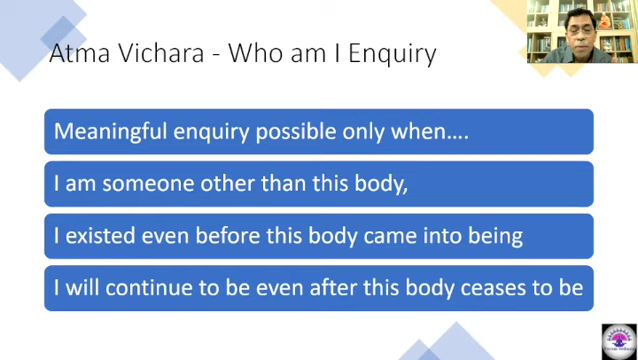 Atma Vichara - Who am I Enquiry
Meaningful enquiry possible only when....
I am someone other than this body,
I existed even before this body came into being
I will continue to be even after this body ceases to be